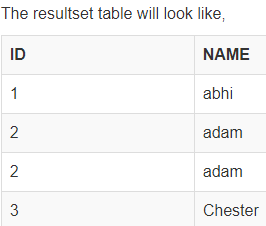 The resultset table will look like,
ID NAME
1 abhi
2 adam
2 adam
3 Chester